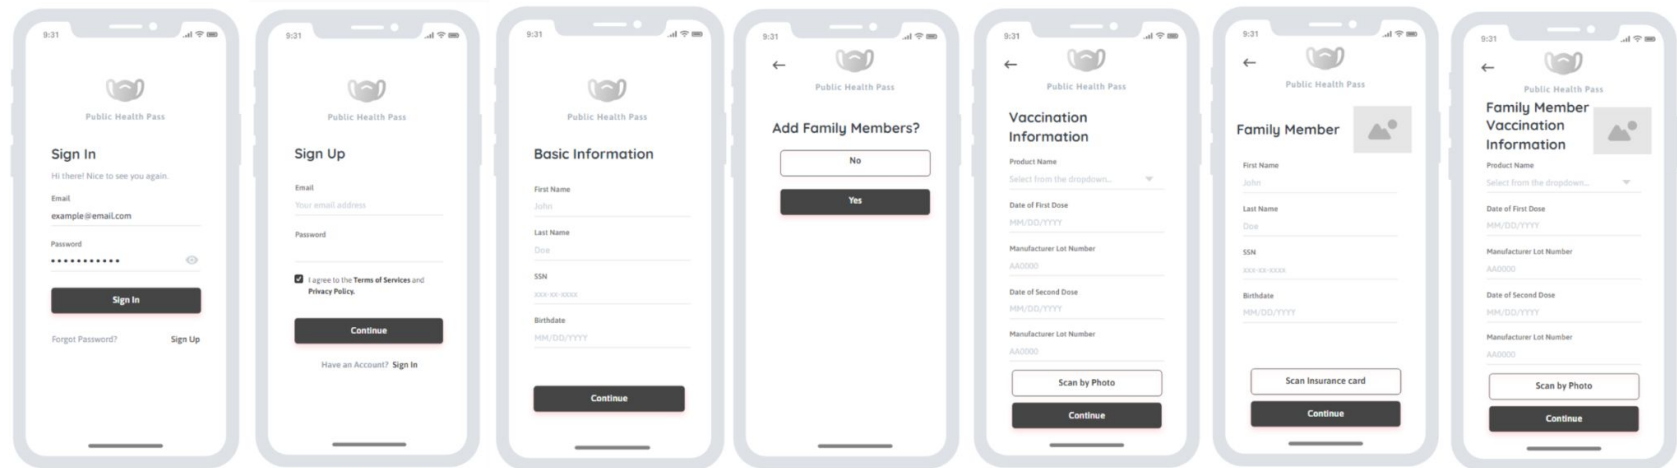 9:31
Public Health Pass
Sign In
Hi there! Nice to see you again.
Email
example@email.com
Password
Sign In
Forgot Password? Sign Up
9:31
Public Health Pass
Sign Up
Email
Your email address
Password
I agree to the Terms of Services and
Privacy Policy.
Continue
Have an Account? Sign In
9:31
Public Health Pass
Basic Information
First Name
John
Last Name
Doe
SSN
xxx-xx-xxxx
Birthdate
MM/DD/YYYY
Continue
9:31
Public Health Pass
Add Family Members?
No
Yes
9:31
Public Health Pass
Vaccination
Information
Product Name
Select from the dropdown...
Date of First Dose
MM/DD/YYYY
Manufacturer Lot Number
AA0000
Date of Second Dose
MM/DD/YYYY
Manufacturer Lot Number
AA0000
Scan by Photo
Continue
9:31
Public Health Pass
Family Member
First Name
John
Last Name
Doe
SSN
xxx-xx-xxxx
Birthdate
MM/DD/YYYY
Scan Insurance card
Continue
9:31
Public Health Pass
Family Member
Vaccination
Information
Product Name
Select from the dropdown...
Date of First Dose
MM/DD/YYYY
Manufacturer Lot Number
AA0000
Date of Second Dose
MM/DD/YYYY
Manufacturer Lot Number
AA0000
Scan by Photo
Continue